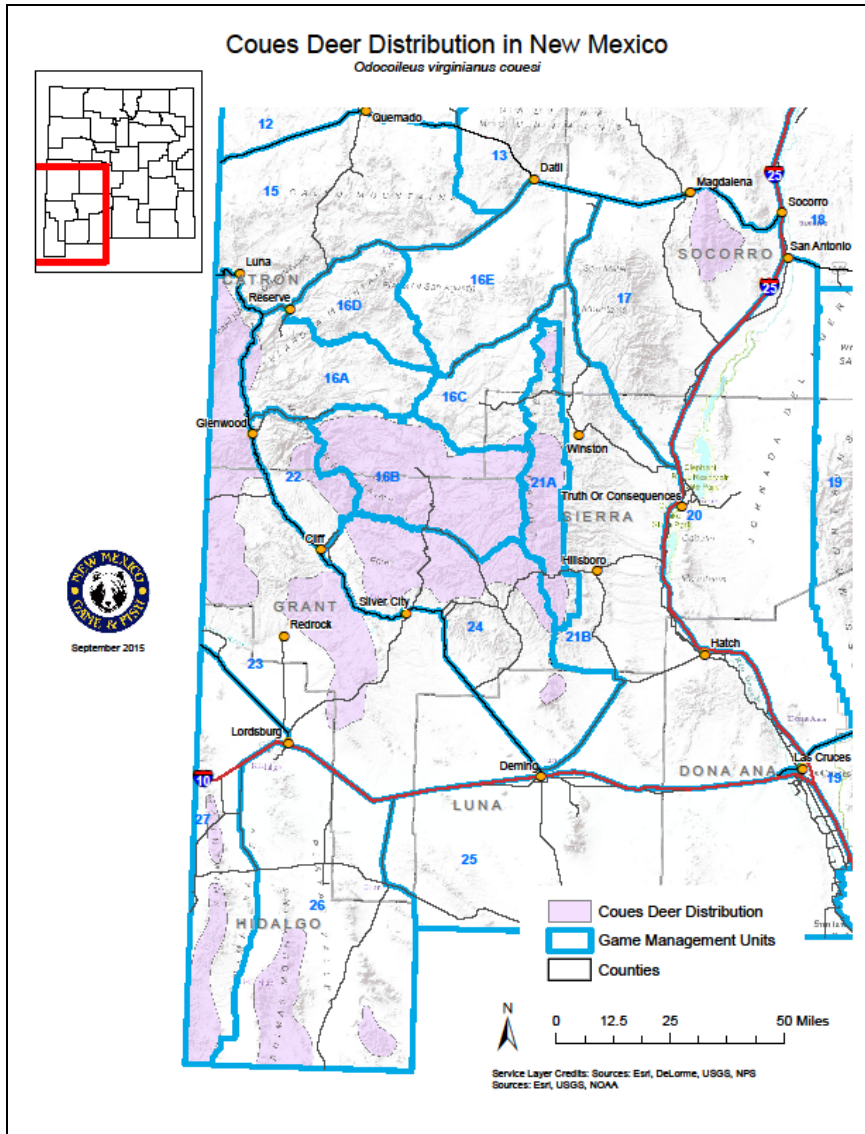 Coues Deer Distribution in New Mexico
Odocoileus virginianus couesi
12
Quemado
13
Datil
15
Magdalena
25
Socorro
18
San Antonio
SOCORRO
25
Luna
CATRON
Reserve
16E
16D
17
16A
16C
Glenwood
Winston
22
16B
21A
Truth Or Consequences
20
19
SIERRA
Cliff
Hillsboro
NEW MEXICO
GAME & FISH
September 2015
GRANT
Silver City
Redrock
24
21B
Hatch
23
Lordsburg
10
Deming
Las Cruces
DONA ANA
19
LUNA
27
25
26
HIDALGO
Coues Deer Distribution
Game Management Units
Counties
N
0 12.5 25 50 Miles
Service Layer Credits: Sources: Esri, DeLorme, USGS, NPS
Sources: Esri, USGS, NOAA